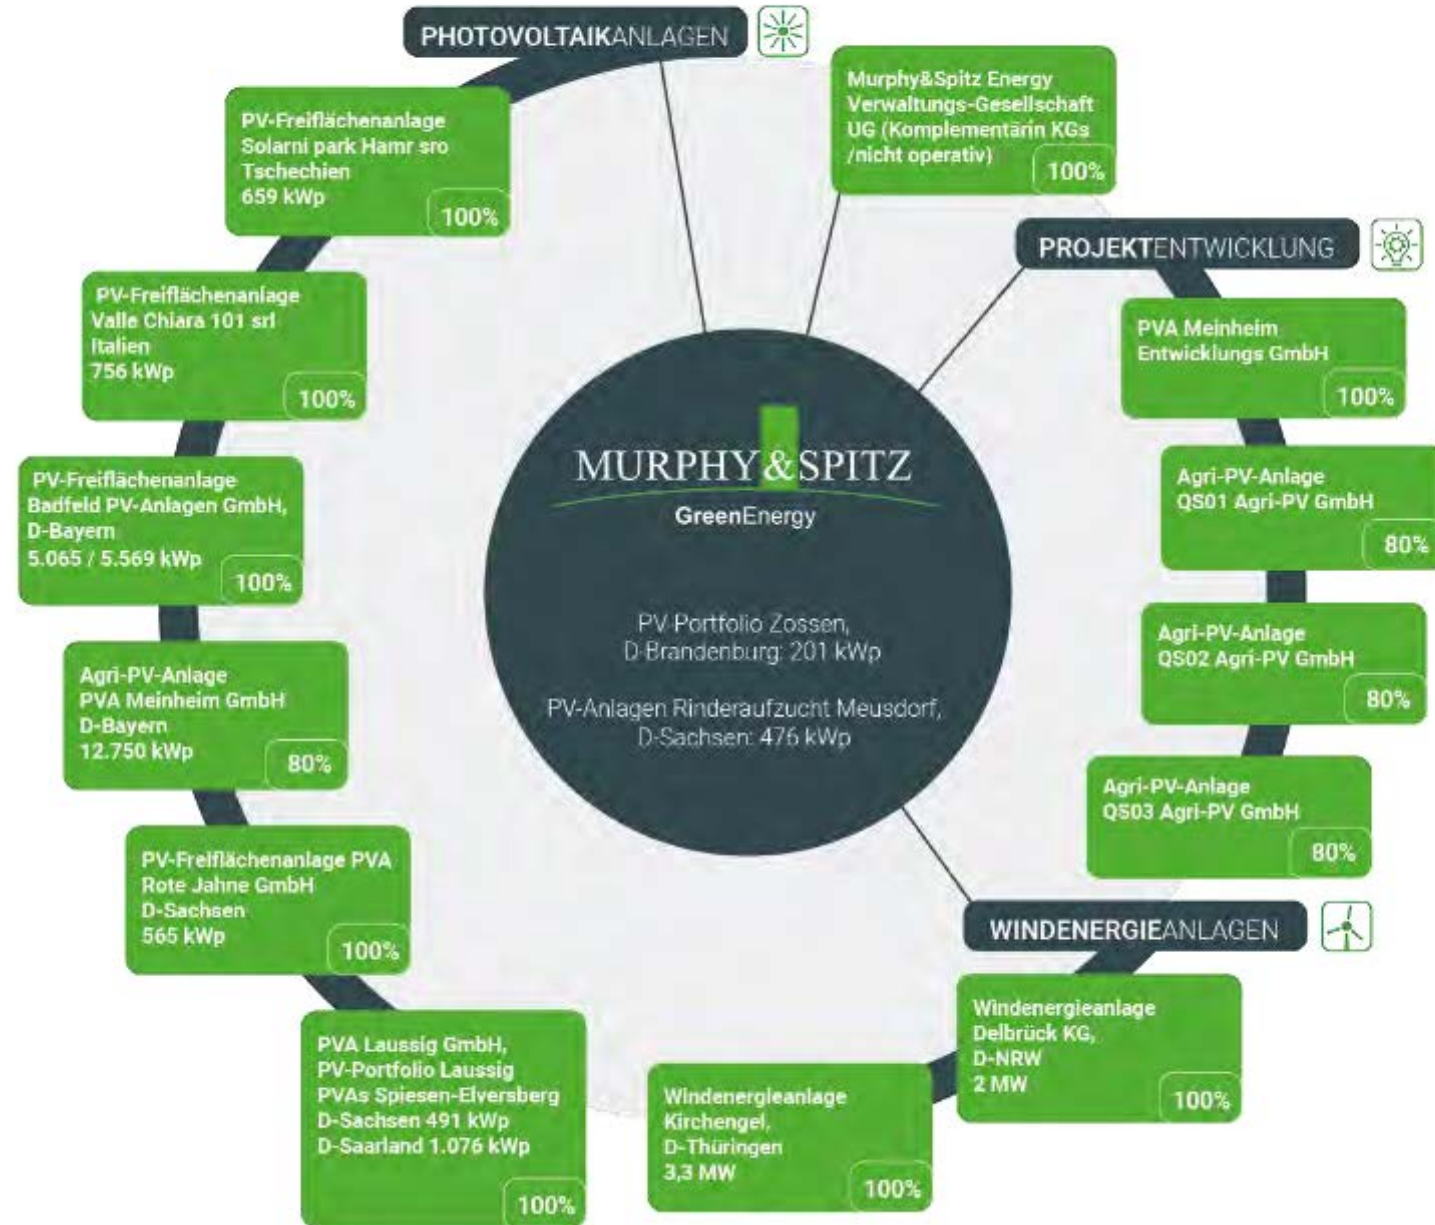 PHOTOVOLTAIKANLAGEN
PV-Freiflächenanlage
Solarni park Hamr sro
Tschechien
659 kWp
100%
PV-Freiflächenanlage
Valle Chiara 101 srl
Italien
756 kWp
100%
PV-Freiflächenanlage
Badfeld PV-Anlagen GmbH,
D-Bayern
5.065 / 5.569 kWp
100%
Agri-PV-Anlage
PVA Meinheim GmbH
D-Bayern
12.750 kWp
80%
PV-Freiflächenanlage PVA
Rote Jahne GmbH
D-Sachsen
565 kWp
100%
PVA Laussig GmbH,
PV-Portfolio Laussig
PVAs Spiesen-Elversberg
D-Sachsen 491 kWp
D-Saarland 1.076 kWp
100%
Murphy&Spitz Energy
Verwaltungs-Gesellschaft
UG (Komplementärin KGs
/nicht operativ)
100%
MURPHY&SPITZ
GreenEnergy
PV-Portfolio Zossen,
D-Brandenburg: 201 kWp
PV-Anlagen Rinderaufzucht Meusdorf,
D-Sachsen: 476 kWp
PROJEKTENTWICKLUNG
PVA Meinheim
Entwicklungs GmbH
100%
Agri-PV-Anlage
QS01 Agri-PV GmbH
80%
Agri-PV-Anlage
QS02 Agri-PV GmbH
80%
Agri-PV-Anlage
QS03 Agri-PV GmbH
80%
WINDENERGIEANLAGEN
Windenergieanlage
Delbrück KG,
D-NRW
2 MW
100%
Windenergieanlage
Kirchengel,
D-Thüringen
3,3 MW
100%